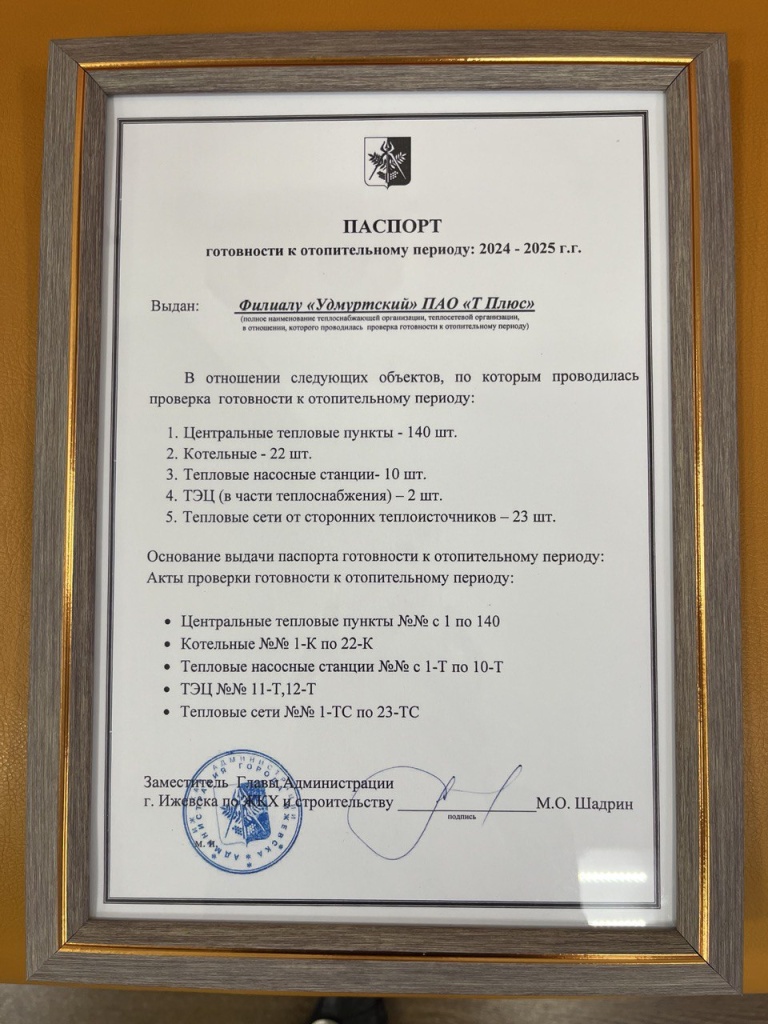 ПАСПОРТ
готовности к отопительному периоду: 2024 - 2025 г.г.
Выдан: Филиалу «Удмуртский» ПАО «Т Плюс»
(полное наименование теплоснабжающей организации, теплосетевой организации,
в отношении, которого проводилась проверка готовности к отопительному периоду)
В отношении следующих объектов, по которым проводилась
проверка готовности к отопительному периоду:
1. Центральные тепловые пункты - 140 шт.
2. Котельные - 22 шт.
3. Тепловые насосные станции- 10 шт.
4. ТЭЦ (в части теплоснабжения) – 2 шт.
5. Тепловые сети от сторонних теплоисточников – 23 шт.
Основание выдачи паспорта готовности к отопительному периоду:
Акты проверки готовности к отопительному периоду:
• Центральные тепловые пункты №№ с 1 по 140
• Котельные №№ 1-К по 22-К
• Тепловые насосные станции №№ с 1-Т по 10-Т
• ТЭЦ №№ 11-Т,12-Т
• Тепловые сети №№ 1-ТС по 23-ТС
Заместитель Главы Администрации
г. Ижевска по ЖКХ и строительству М.О. Шадрин
подпись
м. п.
АДМИНИСТРАЦИЯ ГОРОДА ИЖЕВСКА